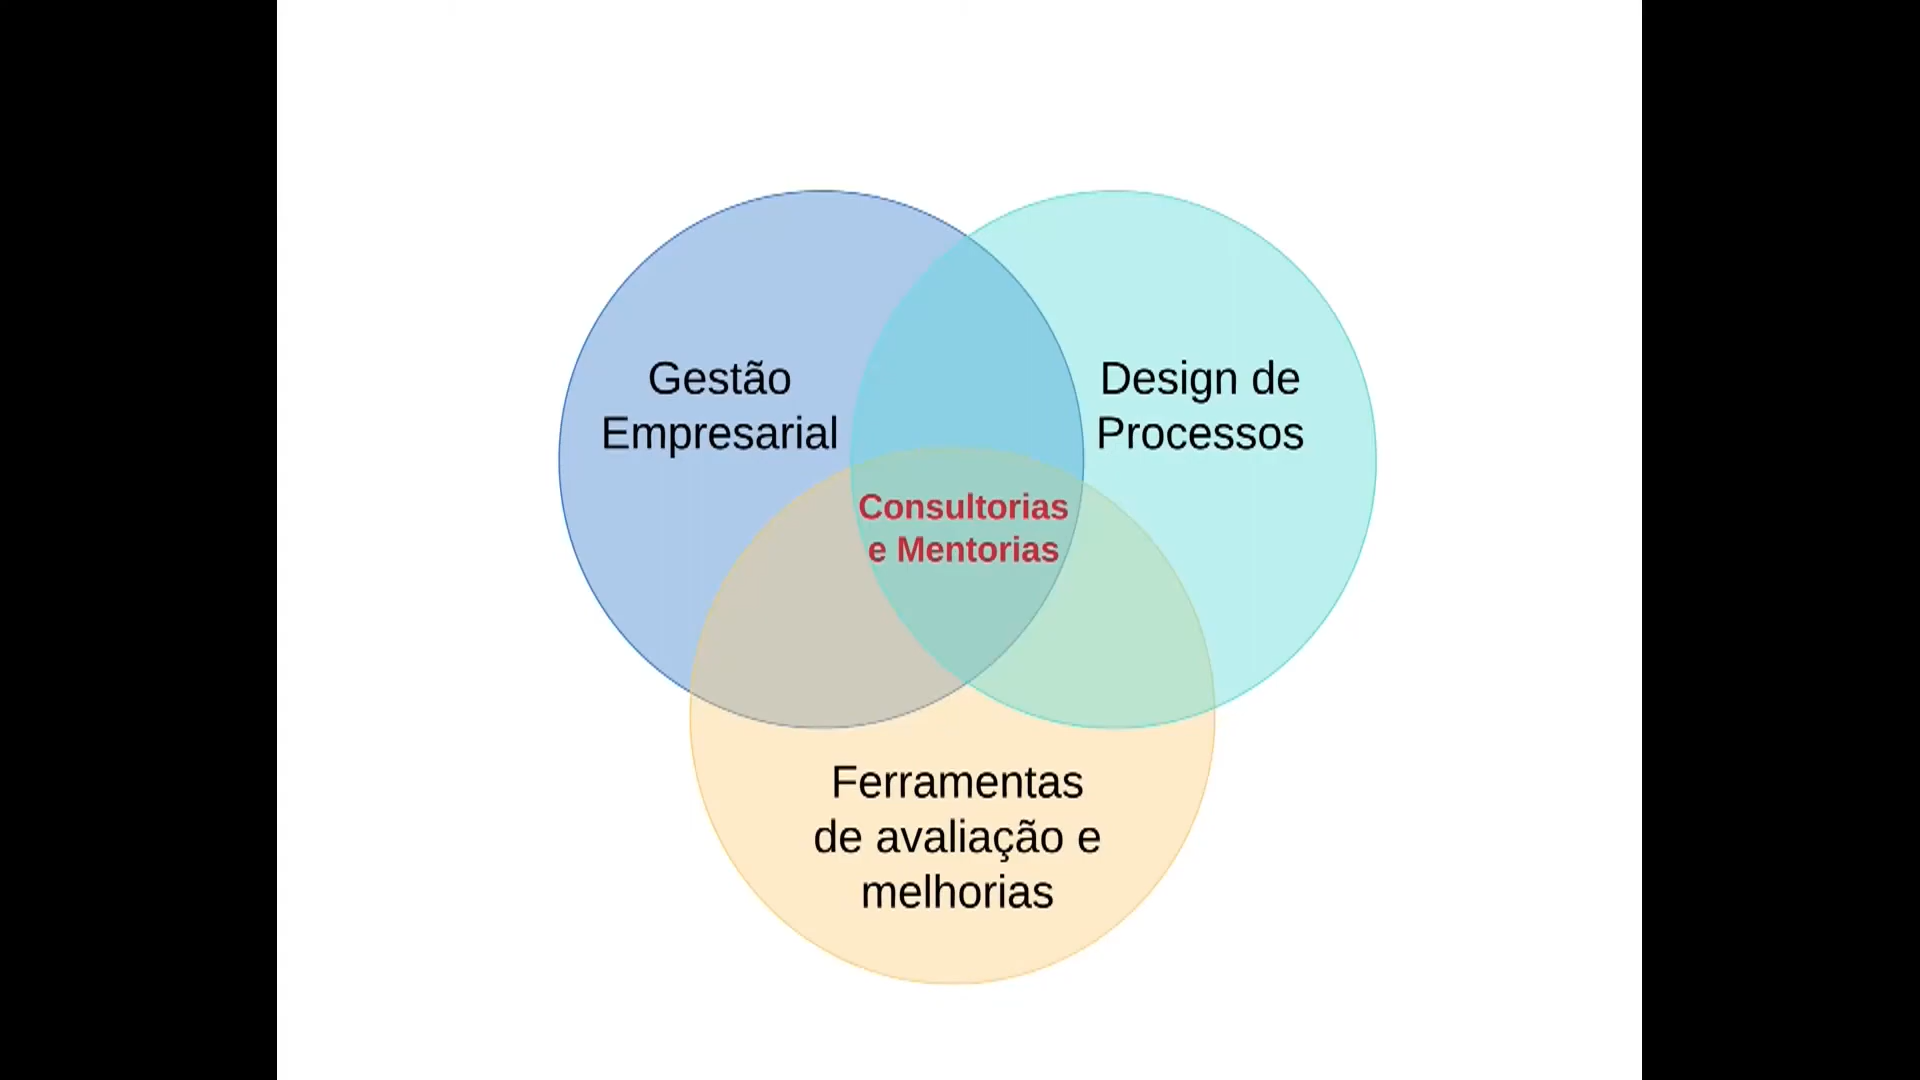 Gestão
Empresarial
Design de
Processos
Consultorias
e Mentorias
Ferramentas
de avaliação e
melhorias